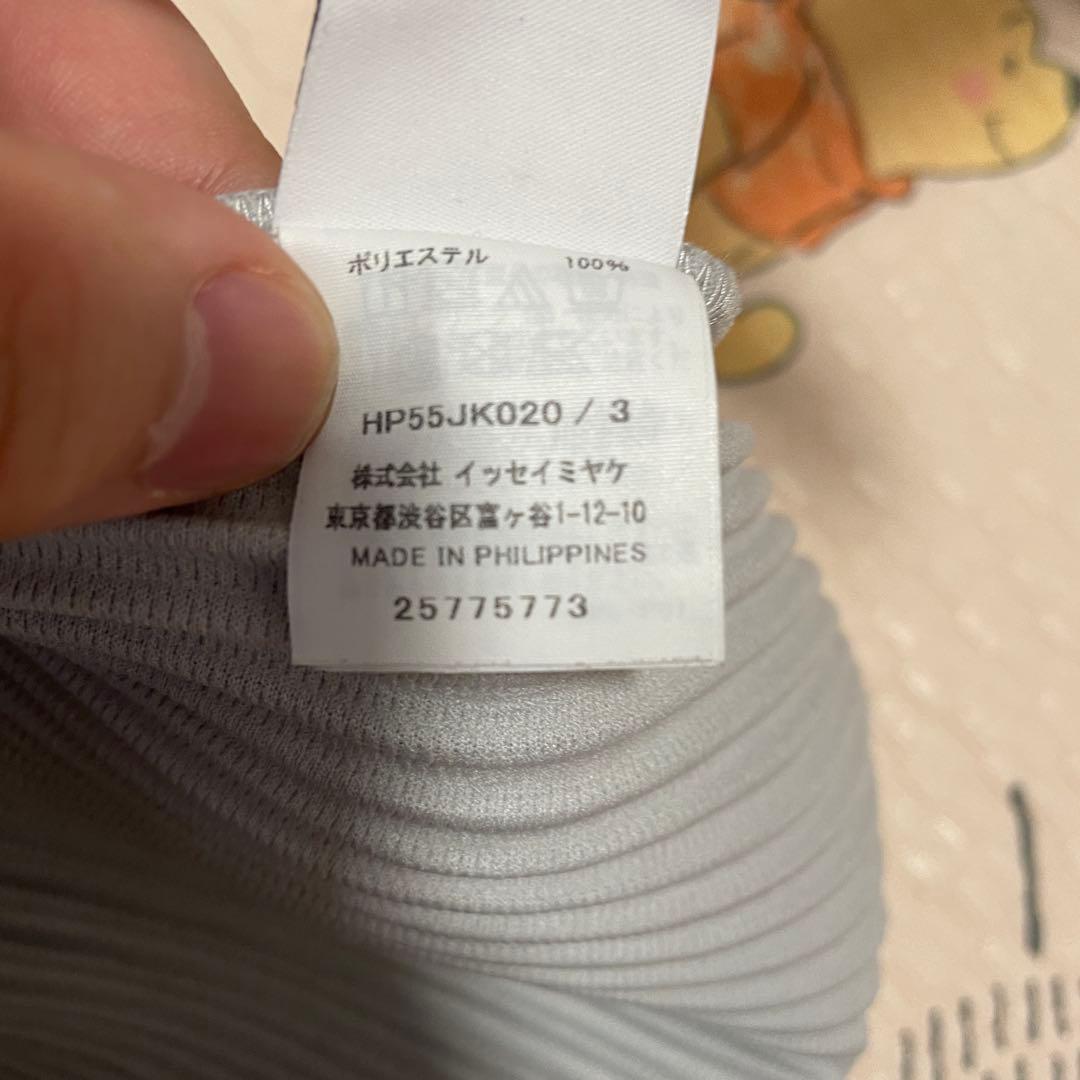 ポリエステル 100%
HP55JK020 / 3
株式会社 イッセイミヤケ
東京都渋谷区富ヶ谷1-12-10
MADE IN PHILIPPINES
25775773